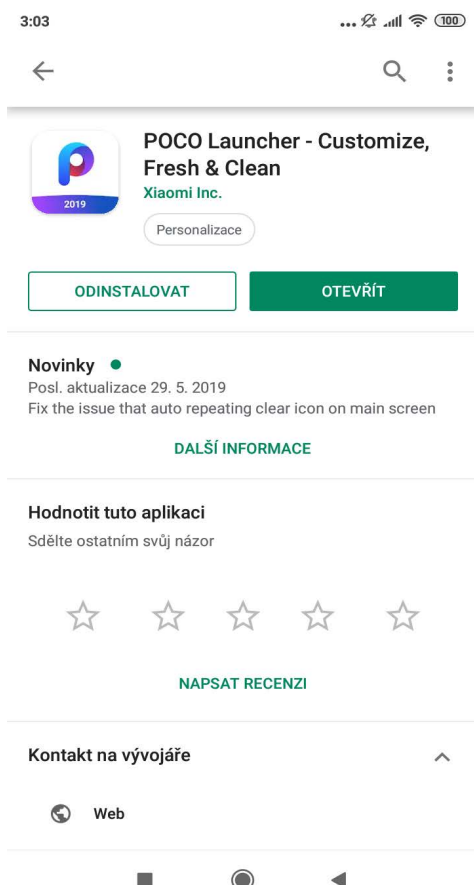 3:03
100
POCO Launcher - Customize,
Fresh & Clean
Xiaomi Inc.
2019
Personalizace
ODINSTALOVAT
OTEVŘÍT
Novinky
Posl. aktualizace 29. 5. 2019
Fix the issue that auto repeating clear icon on main screen
DALŠÍ INFORMACE
Hodnotit tuto aplikaci
Sdělte ostatním svůj názor
NAPSAT RECENZI
Kontakt na vývojáře
Web